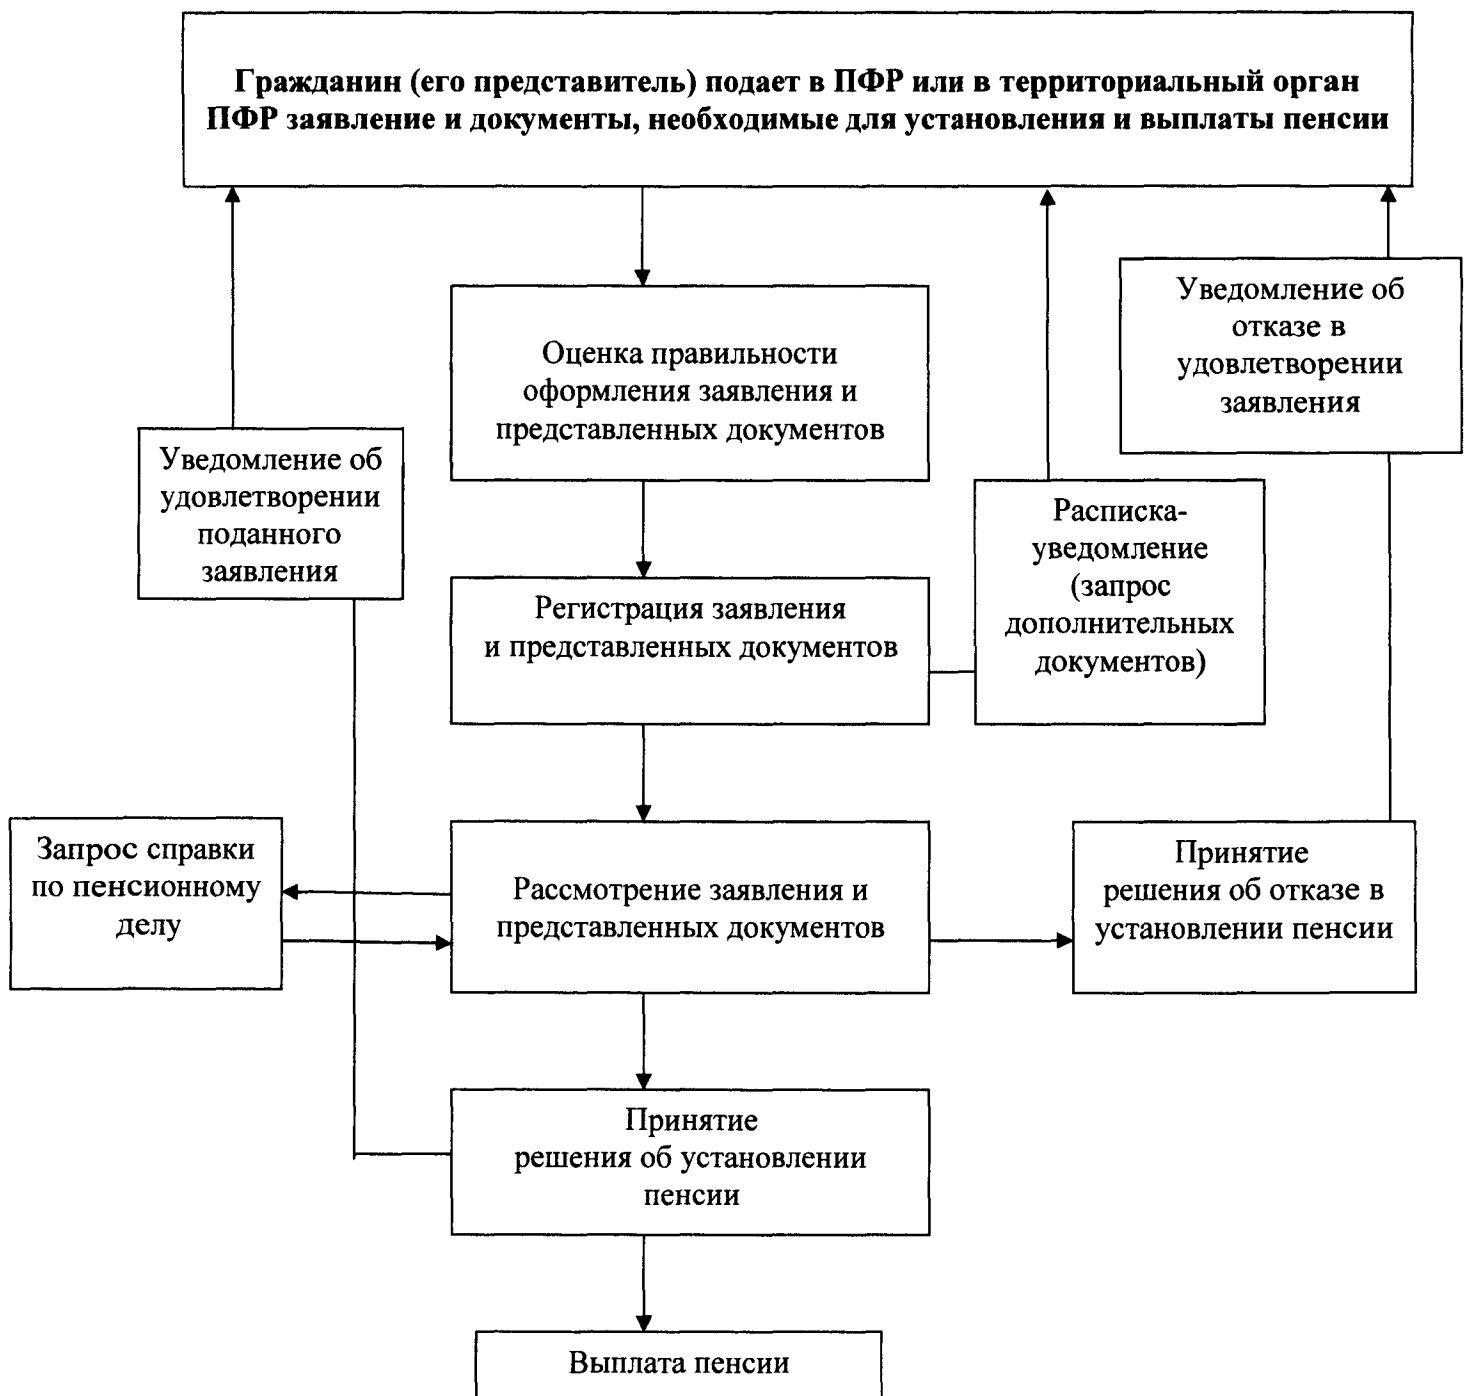 Гражданин (его представитель) подает в ПФР или в территориальный орган
ПФР заявление и документы, необходимые для установления и выплаты пенсии
Уведомление об
отказе в
удовлетворении
заявления
Оценка правильности
оформления заявления и
представленных документов
Уведомление об
удовлетворении
поданного
заявления
Расписка-
уведомление
(запрос
дополнительных
документов)
Регистрация заявления
и представленных документов
Запрос справки
по пенсионному
делу
Рассмотрение заявления и
представленных документов
Принятие
решения об отказе в
установлении пенсии
Принятие
решения об установлении
пенсии
Выплата пенсии